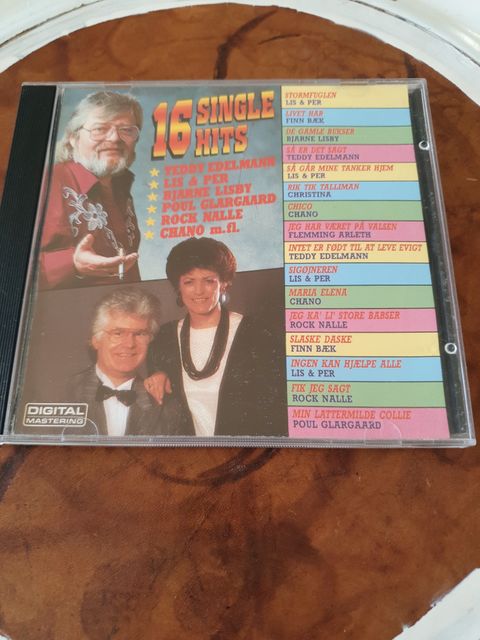 16 SINGLE
HITS
TEDDY EDELMANN
LIS & PER
BJARNE LISBY
POUL GLARGAARD
ROCK NALLE
CHANO m.fl.
DIGITAL
MASTERING
STORMFUGLEN
LIS & PER
LIVET HAR
FINN BÆK
DE GAMLE BUKSER
BJARNE LISBY
SÅ ER DET SAGT
TEDDY EDELMANN
SÅ GÅR MINE TANKER HJEM
LIS & PER
RIK TIK TALLIMAN
CHRISTINA
CHICO
CHANO
JEG HAR VÆRET PÅ VALSEN
FLEMMING ARLETH
INTET ER FØDT TIL AT LEVE EVIGT
TEDDY EDELMANN
SIGØJNEREN
LIS & PER
MARIA ELENA
CHANO
JEG KA' LI' STORE BABSER
ROCK NALLE
SLASKE DASKE
FINN BÆK
INGEN KAN HJÆLPE ALLE
LIS & PER
FIK JEG SAGT
ROCK NALLE
MIN LATTERMILDE COLLIE
POUL GLARGAARD